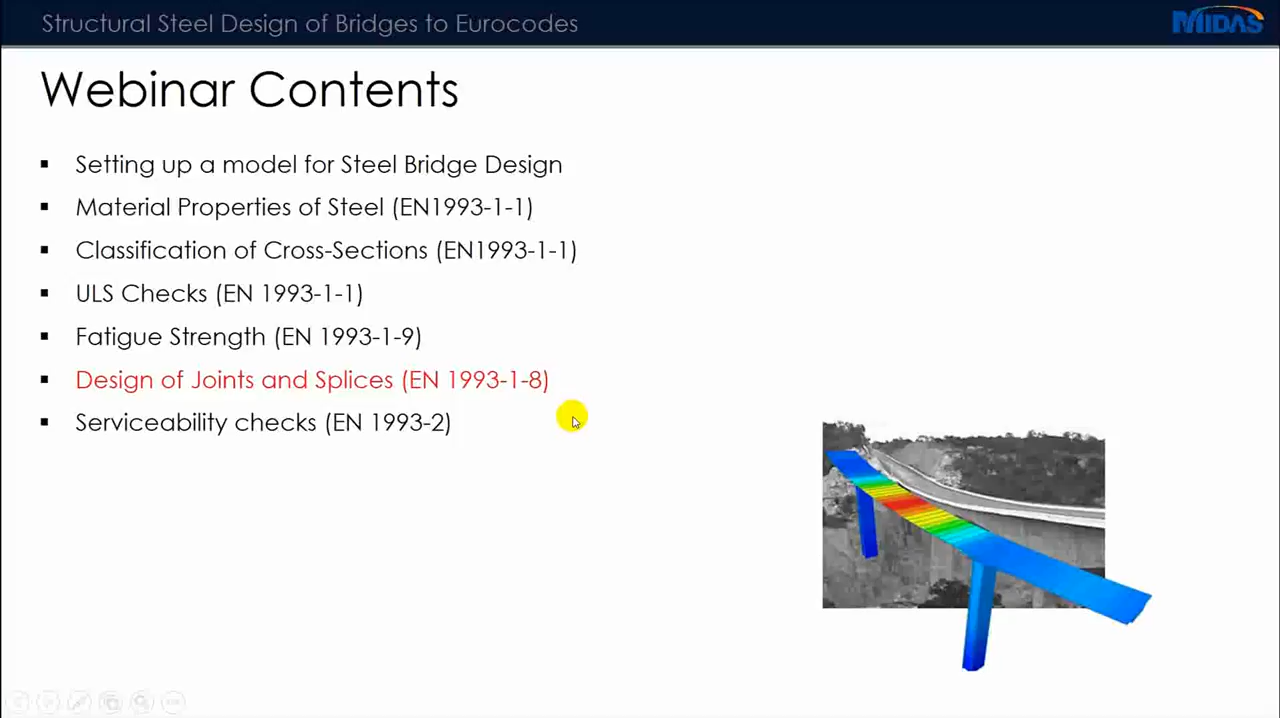 Structural Steel Design of Bridges to Eurocodes
MIDAS
Webinar Contents
▪ Setting up a model for Steel Bridge Design
▪ Material Properties of Steel (EN1993-1-1)
▪ Classification of Cross-Sections (EN1993-1-1)
▪ ULS Checks (EN 1993-1-1)
▪ Fatigue Strength (EN 1993-1-9)
▪ Design of Joints and Splices (EN 1993-1-8)
▪ Serviceability checks (EN 1993-2)